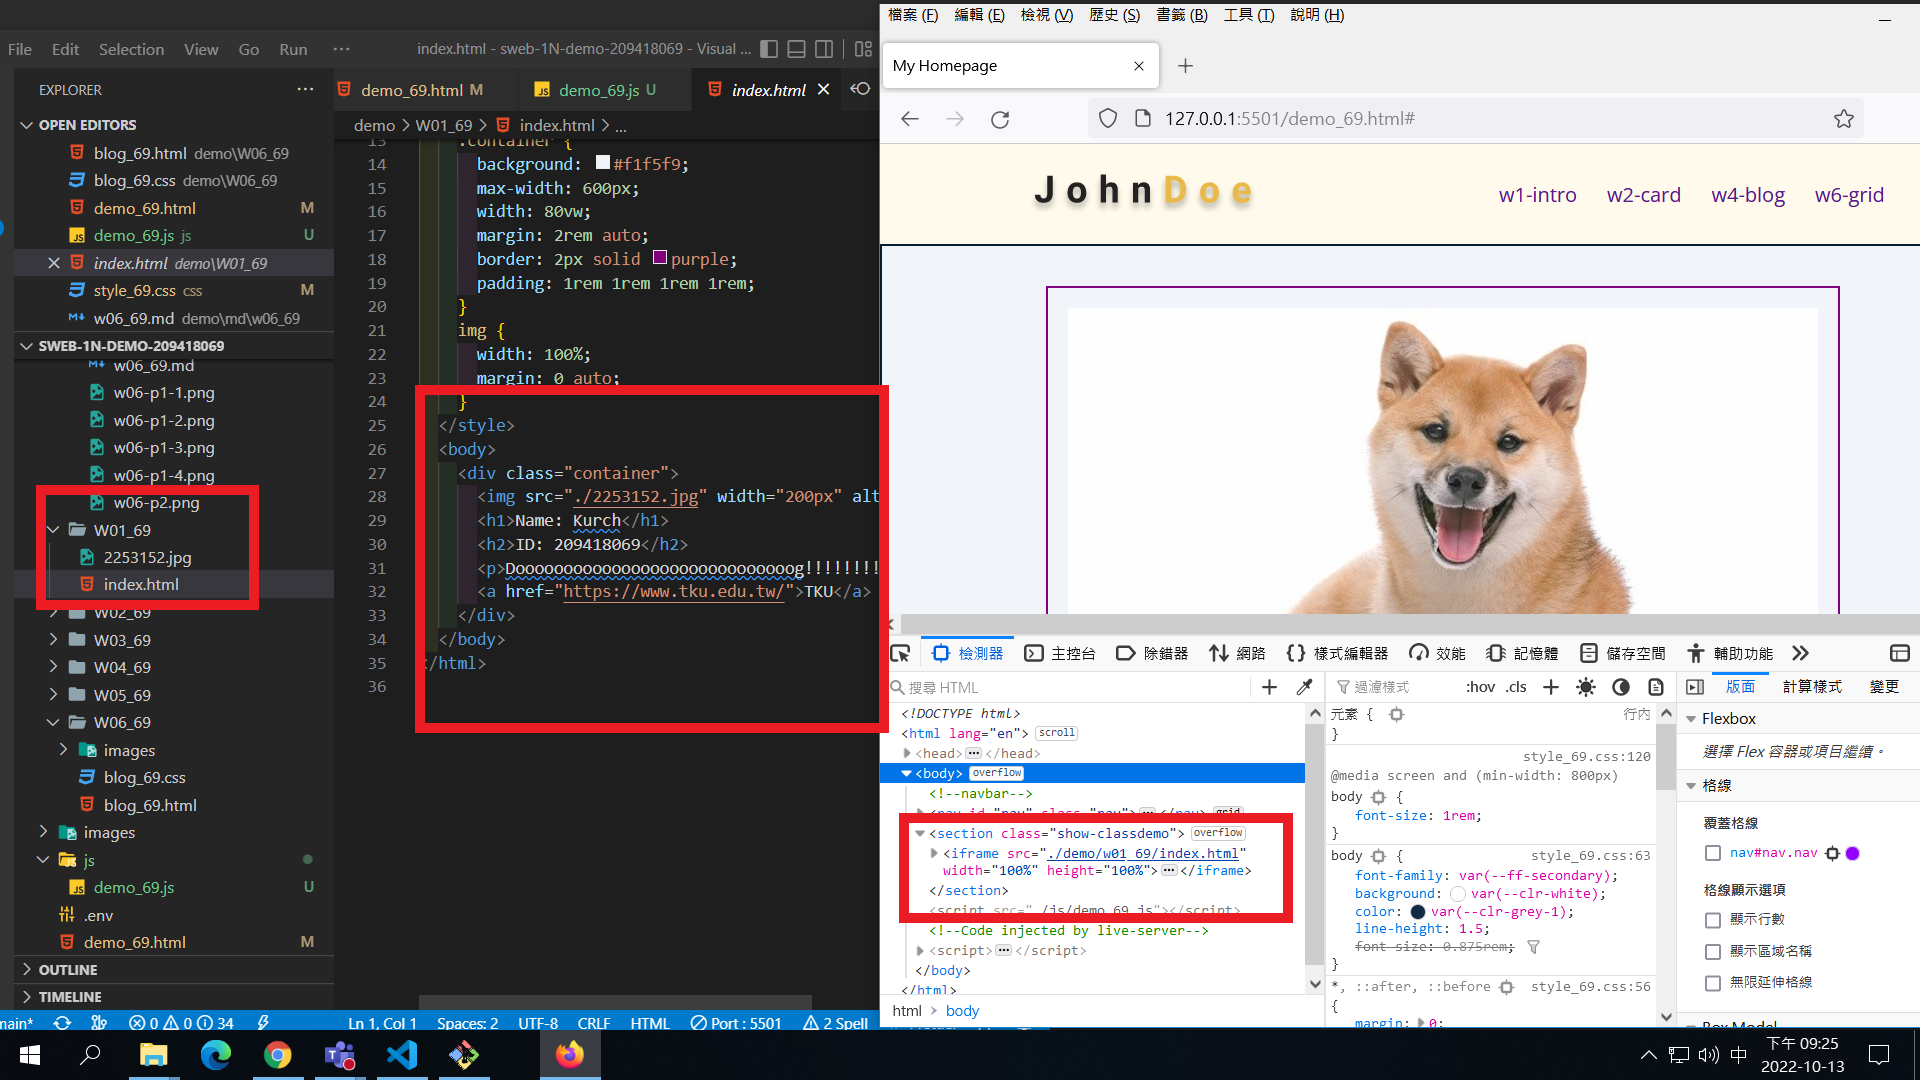 File Edit Selection View Go Run ··· index.html - sweb-1N-demo-209418069 - Visual ...
EXPLORER ···
OPEN EDITORS
blog_69.html demo\W06_69
blog_69.css demo\W06_69
demo_69.html M
demo_69.js js U
index.html demo\W01_69
style_69.css css M
w06_69.md demo\md\w06_69
SWEB-1N-DEMO-209418069
w06_69.md
w06-p1-1.png
w06-p1-2.png
w06-p1-3.png
w06-p1-4.png
w06-p2.png
W01_69
2253152.jpg
index.html
W02_69
W03_69
W04_69
W05_69
W06_69
images
blog_69.css
blog_69.html
images
js
demo_69.js U
.env
demo_69.html M
OUTLINE
TIMELINE
demo_69.html M demo_69.js U index.html
demo > W01_69 > index.html > ...
13 .container {
14 background: #f1f5f9;
15 max-width: 600px;
16 width: 80vw;
17 margin: 2rem auto;
18 border: 2px solid purple;
19 padding: 1rem 1rem 1rem 1rem;
20 }
21 img {
22 width: 100%;
23 margin: 0 auto;
24 }
25 </style>
26 <body>
27 <div class="container">
28 <img src="./2253152.jpg" width="200px" alt
29 <h1>Name: Kurch</h1>
30 <h2>ID: 209418069</h2>
31 <p>Dooooooooooooooooooooooooooooog!!!!!!!!
32 <a href="https://www.tku.edu.tw/">TKU</a>
33 </div>
34 </body>
35 </html>
36
main* 0 0 34 Ln 1, Col 1 Spaces: 2 UTF-8 CRLF HTML Port : 5501 2 Spell
檔案 (F) 編輯 (E) 檢視 (V) 歷史 (S) 書籤 (B) 工具 (T) 說明 (H)
My Homepage
127.0.0.1:5501/demo_69.html#
JohnDoe
w1-intro w2-card w4-blog w6-grid
檢測器 主控台 除錯器 網路 樣式編輯器 效能 記憶體 儲存空間 輔助功能
搜尋 HTML
<!DOCTYPE html>
<html lang="en"> scroll
<head> ··· </head>
<body> overflow
<!--navbar-->
<nav id="nav" class="nav"> ··· </nav> grid
<section class="show-classdemo"> overflow
<iframe src="./demo/w01_69/index.html"
width="100%" height="100%"> ··· </iframe>
</section>
<script src="./js/demo_69.js"></script>
<!--Code injected by live-server-->
<script> ··· </script>
</body>
</html>
html > body
過濾樣式 :hov .cls
元素 { 行內
}
style_69.css:120
@media screen and (min-width: 800px)
body {
font-size: 1rem;
}
body { style_69.css:63
font-family: var(--ff-secondary);
background: var(--clr-white);
color: var(--clr-grey-1);
line-height: 1.5;
font-size: 0.875rem;
}
*, ::after, ::before style_69.css:56
{
margin: 0;
版面 計算樣式 變更
Flexbox
選擇 Flex 容器或項目繼續。
格線
覆蓋格線
nav#nav.nav
格線顯示選項
顯示行數
顯示區域名稱
無限延伸格線
Box Model
中
下午 09:25
2022-10-13